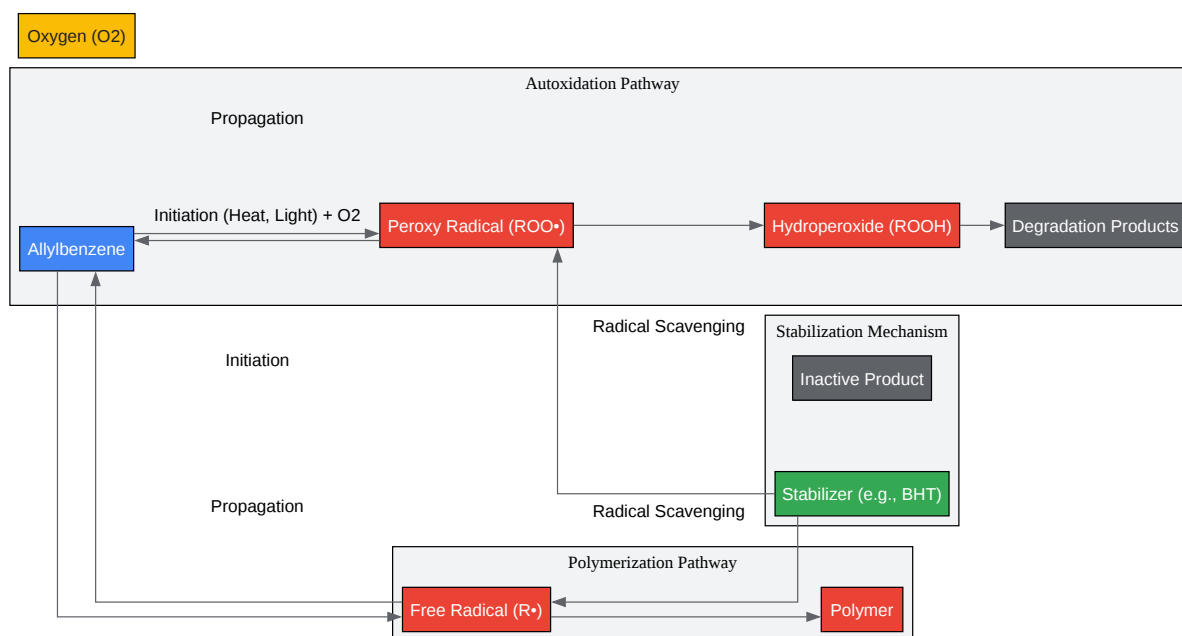 Oxygen (O2)
Autoxidation Pathway
Propagation
Initiation (Heat, Light) + O2
Peroxy Radical (ROO•)
Hydroperoxide (ROOH)
Degradation Products
Allylbenzene
Radical Scavenging
Stabilization Mechanism
Initiation
Inactive Product
Stabilizer (e.g., BHT)
Propagation
Radical Scavenging
Polymerization Pathway
Free Radical (R•)
Polymer